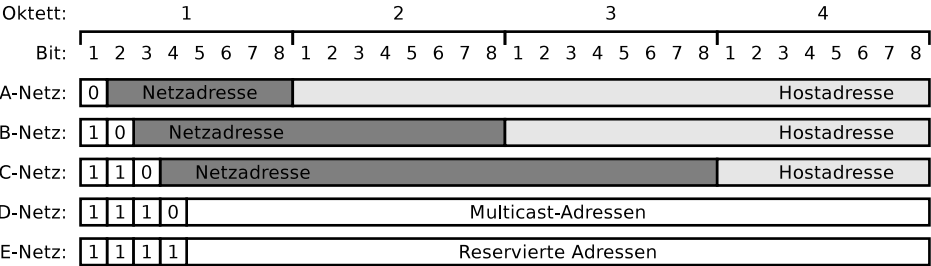 Oktett: 1 2 3 4
Bit: 1 2 3 4 5 6 7 8 1 2 3 4 5 6 7 8 1 2 3 4 5 6 7 8 1 2 3 4 5 6 7 8
A-Netz: 0 Netzadresse Hostadresse
B-Netz: 1 0 Netzadresse Hostadresse
C-Netz: 1 1 0 Netzadresse Hostadresse
D-Netz: 1 1 1 0 Multicast-Adressen
E-Netz: 1 1 1 1 Reservierte Adressen